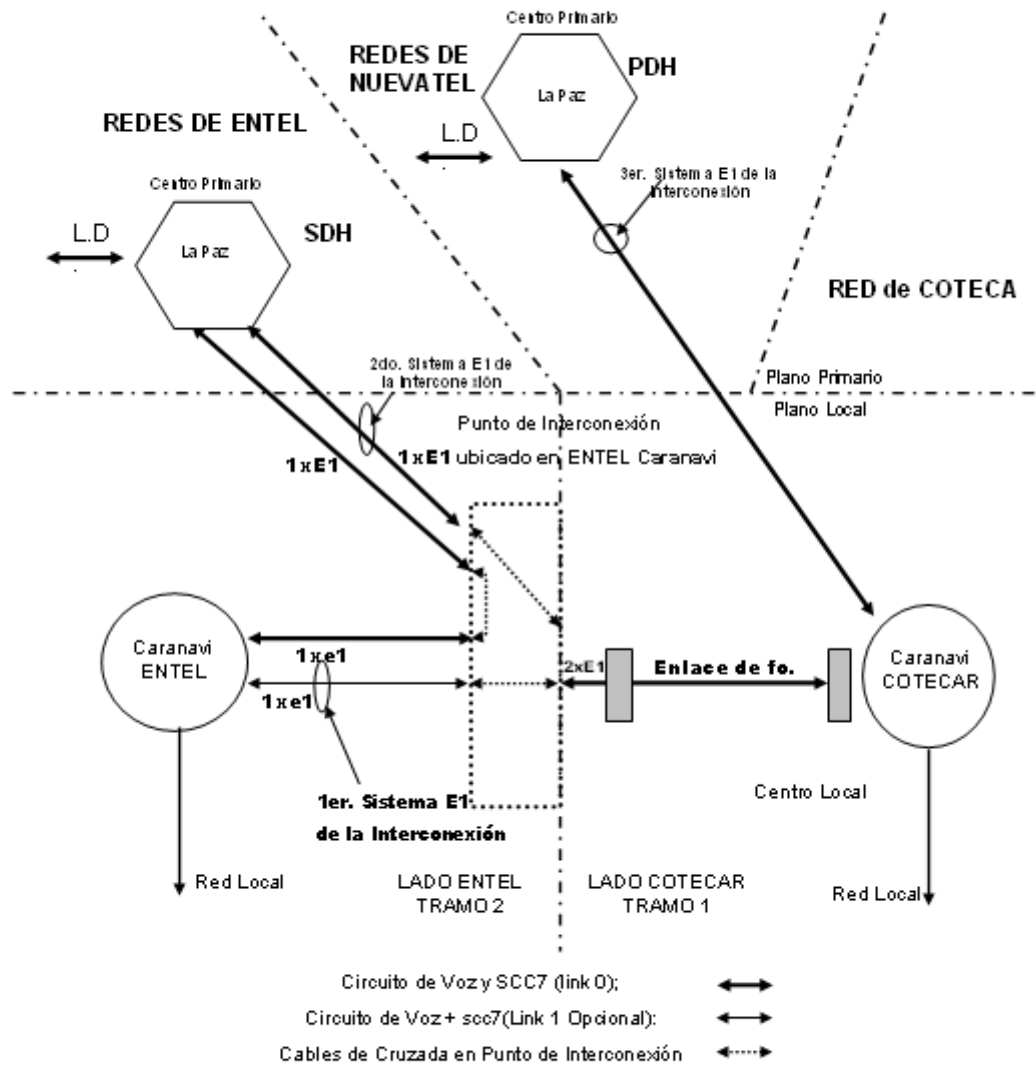 Centro Primario
REDES DE
NUEVATEL
PDH
La Paz
L.D
REDES DE ENTEL
Centro Primario
3er. Sistema E1 de la
Interconexión
L.D
SDH
La Paz
RED de COTECA
2do. Sistema E1 de
la Interconexión
Plano Primario
Plano Local
Punto de Interconexión
1xE1 ubicado en ENTEL Caranavi
1xE1
Caranavi
ENTEL
1xe1
1xe1
2xE1
Enlace de fo.
Caranavi
COTECAR
1er. Sistema E1
de la Interconexión
Centro Local
Red Local
LADO ENTEL
TRAMO 2
LADO COTECAR
TRAMO 1
Red Local
Circuito de Voz y SCC7 (link 0);
Circuito de Voz + scc7(Link 1 Opcional):
Cables de Cruzada en Punto de Interconexión